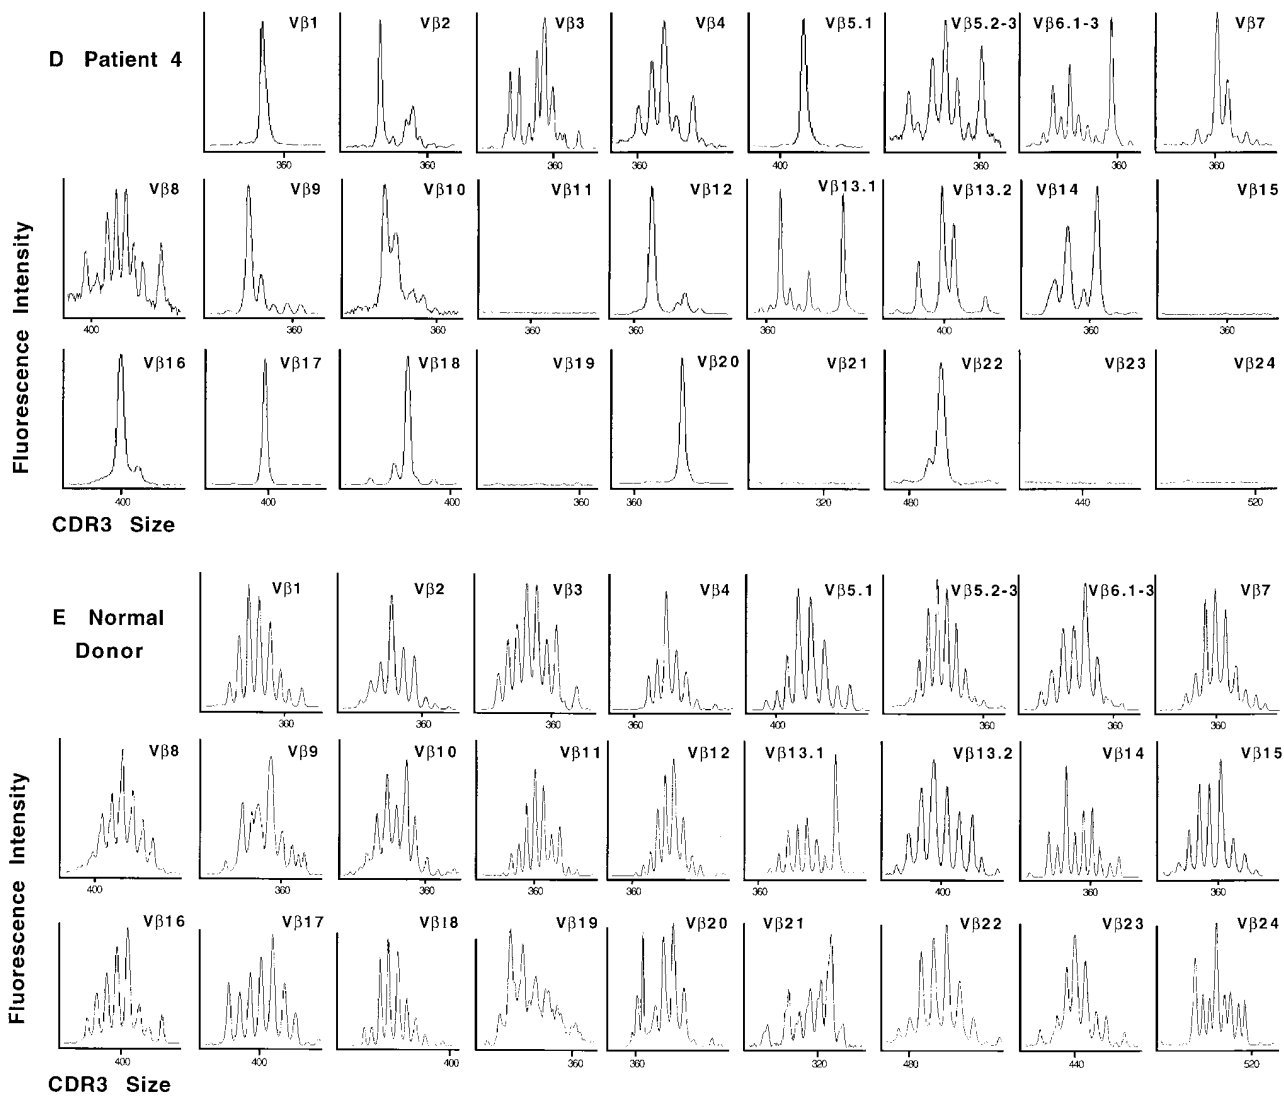 D Patient 4
Vβ1 Vβ2 Vβ3 Vβ4 Vβ5.1 Vβ5.2-3 Vβ6.1-3 Vβ7
360 360 360 360 400 360 360 360
Vβ8 Vβ9 Vβ10 Vβ11 Vβ12 Vβ13.1 Vβ13.2 Vβ14 Vβ15
400 360 360 360 360 360 400 360 360
Vβ16 Vβ17 Vβ18 Vβ19 Vβ20 Vβ21 Vβ22 Vβ23 Vβ24
400 400 400 360 360 320 480 440 520
Fluorescence Intensity
CDR3 Size
E Normal
Donor
Vβ1 Vβ2 Vβ3 Vβ4 Vβ5.1 Vβ5.2-3 Vβ6.1-3 Vβ7
360 360 360 360 400 360 360 360
Vβ8 Vβ9 Vβ10 Vβ11 Vβ12 Vβ13.1 Vβ13.2 Vβ14 Vβ15
400 360 360 360 360 360 400 360 360
Vβ16 Vβ17 Vβ18 Vβ19 Vβ20 Vβ21 Vβ22 Vβ23 Vβ24
400 400 400 360 360 320 480 440 520
Fluorescence Intensity
CDR3 Size